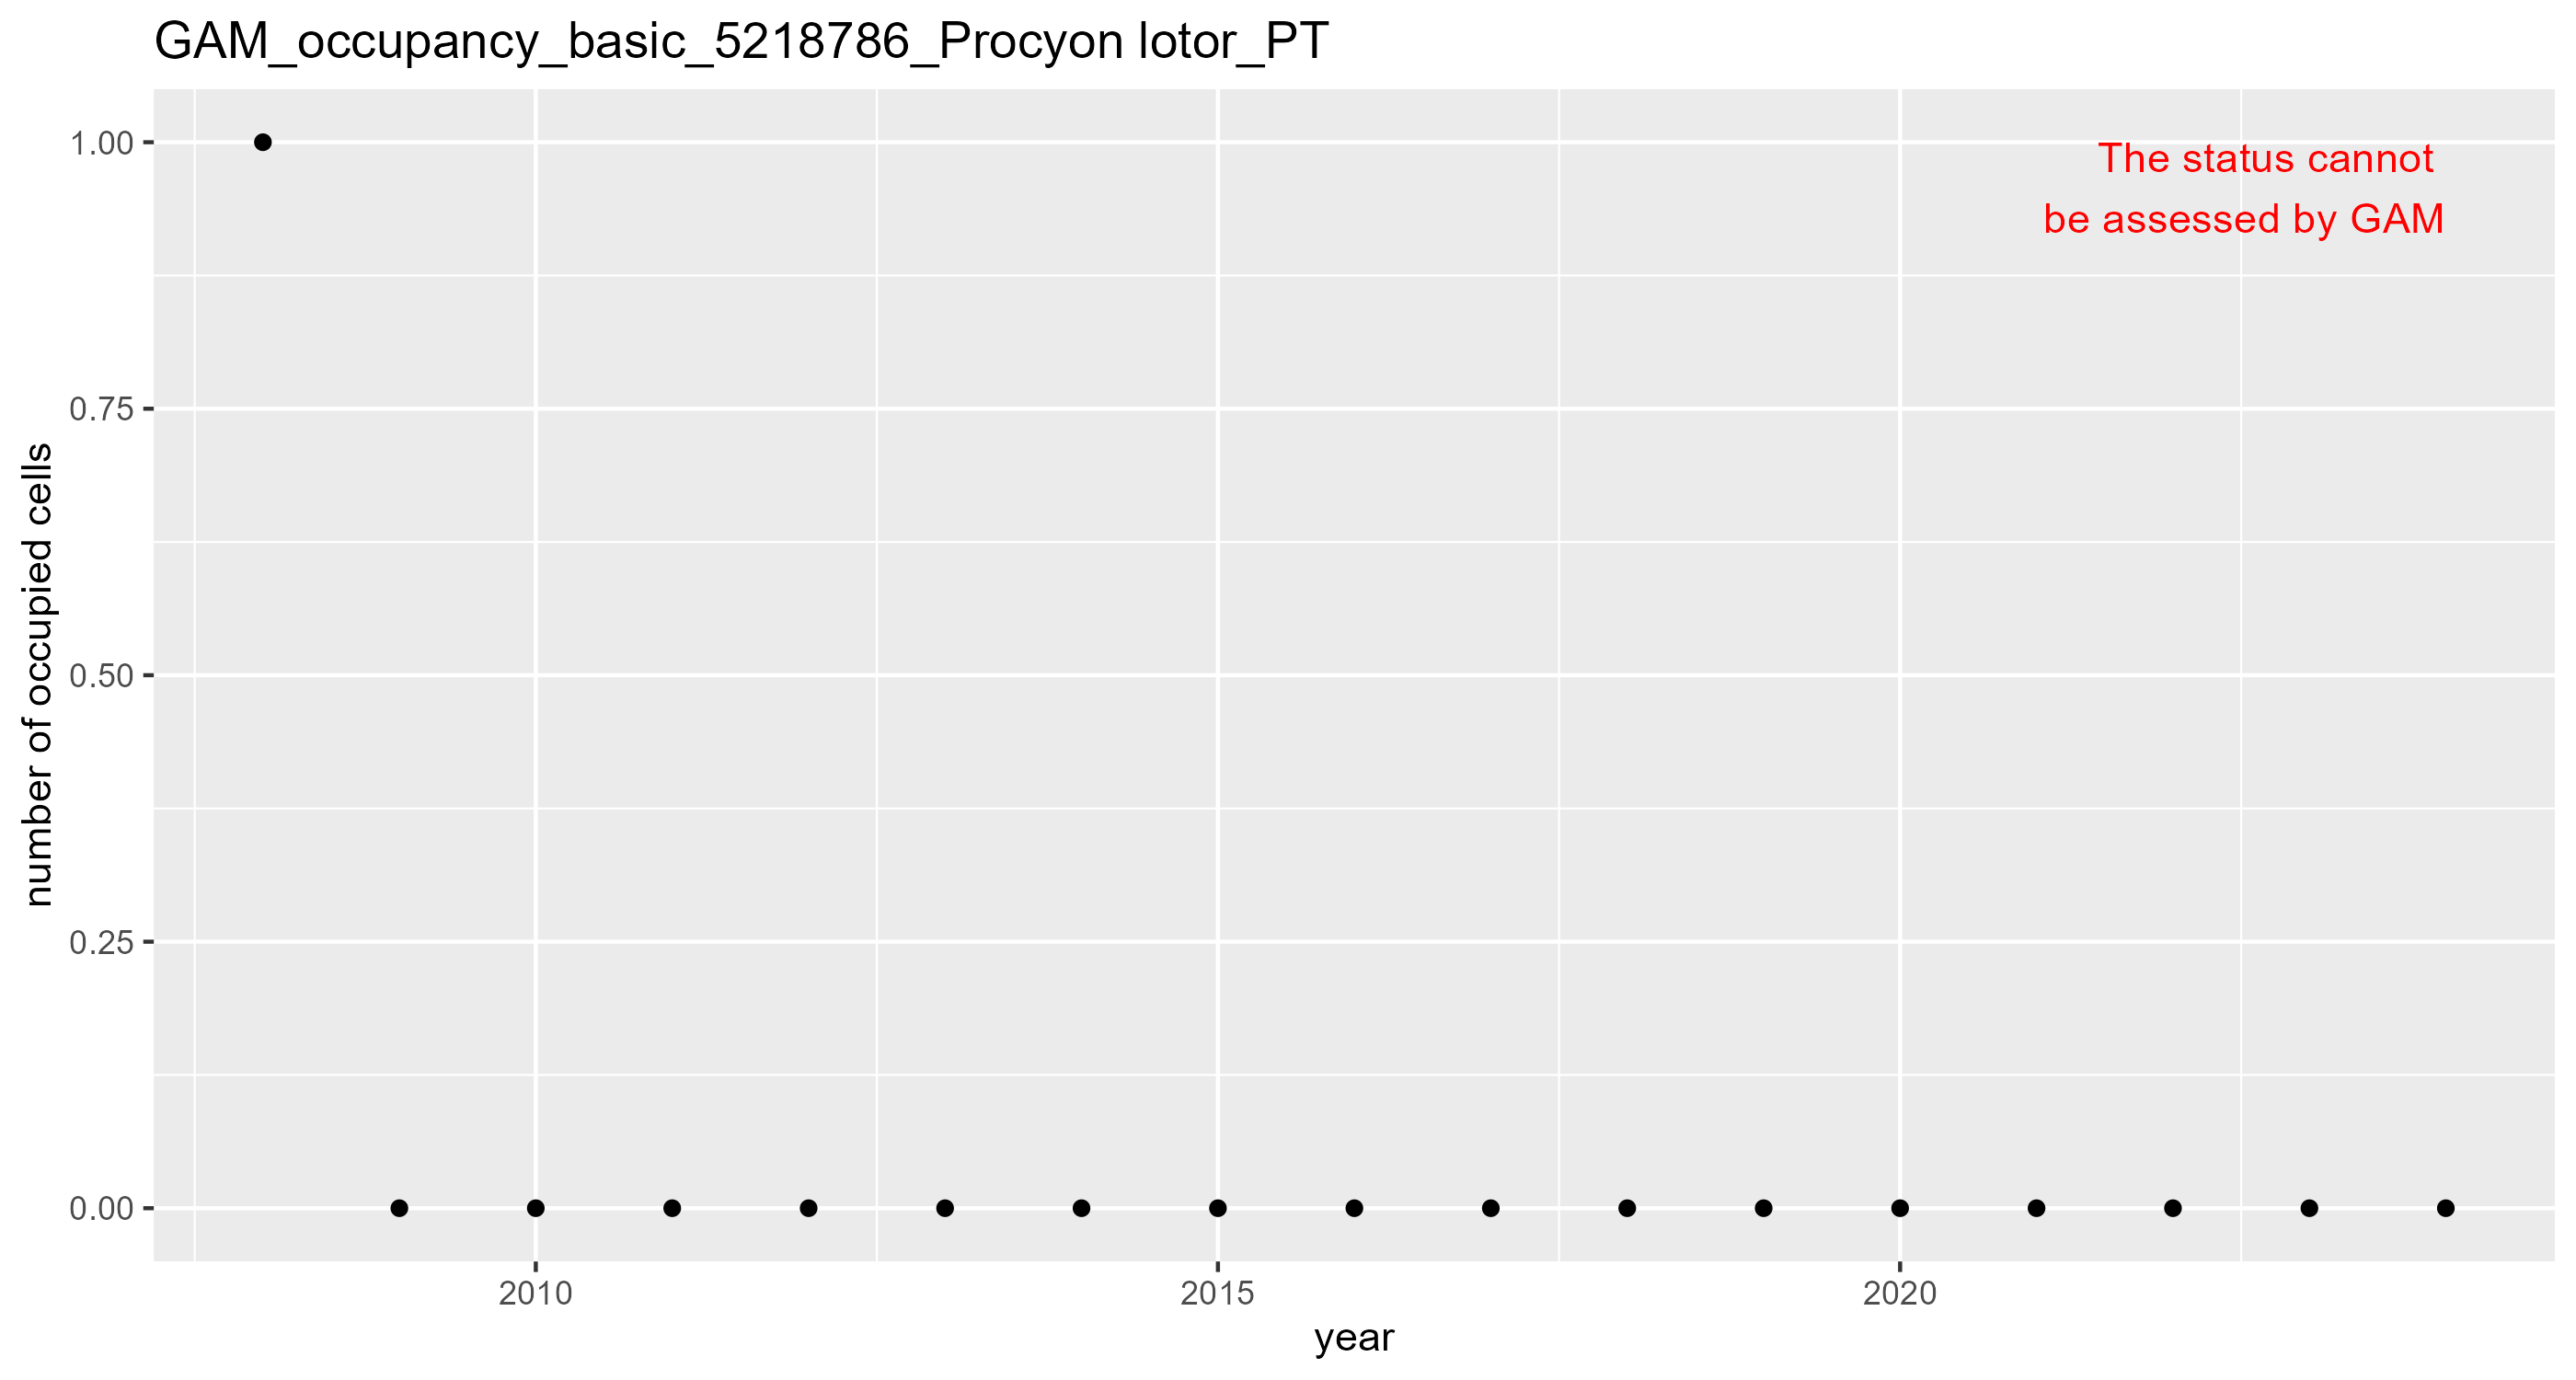 GAM_occupancy_basic_5218786_Procyon lotor_PT
The status cannot
be assessed by GAM
number of occupied cells
1.00
0.75
0.50
0.25
0.00
2010
2015
2020
year